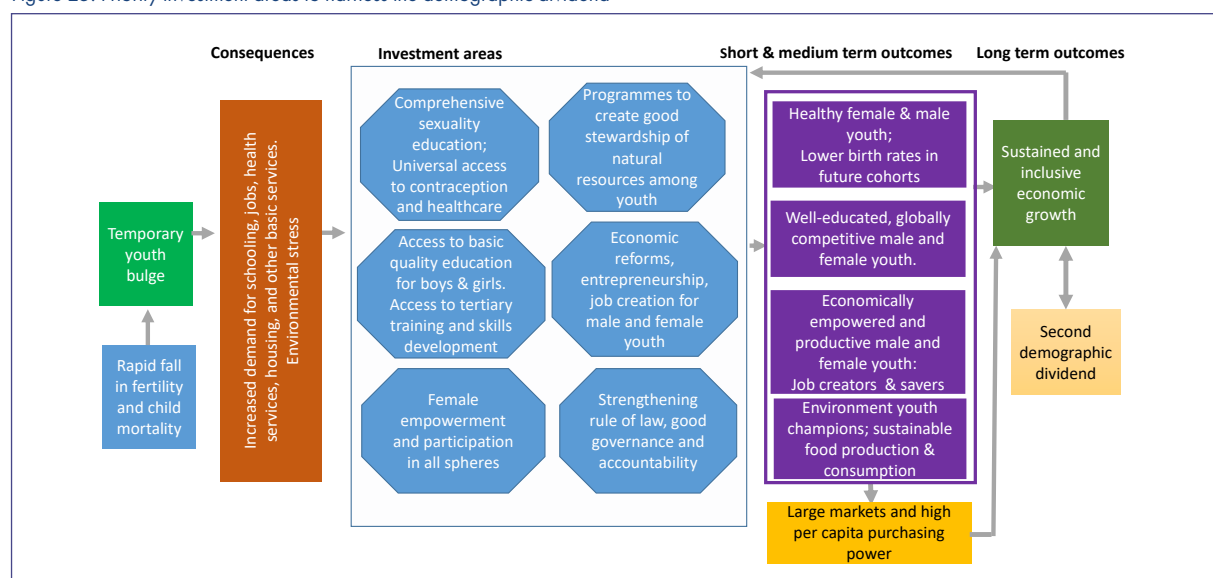 Consequences
Investment areas
Short & medium term outcomes
Long term outcomes
Temporary
youth
bulge
Rapid fall
in fertility
and child
mortality
Increased demand for schooling, jobs, health
services, housing, and other basic services.
Environmental stress
Comprehensive
sexuality
education;
Universal access
to contraception
and healthcare
Programmes to
create good
stewardship of
natural
resources among
youth
Access to basic
quality education
for boys & girls.
Access to tertiary
training and skills
development
Economic
reforms,
entrepreneurship,
job creation for
male and female
youth
Female
empowerment
and participation
in all spheres
Strengthening
rule of law, good
governance and
accountability
Healthy female & male
youth;
Lower birth rates in
future cohorts
Well-educated, globally
competitive male and
female youth.
Economically
empowered and
productive male and
female youth:
Job creators & savers
Environment youth
champions; sustainable
food production &
consumption
Large markets and high
per capita purchasing
power
Sustained and
inclusive
economic
growth
Second
demographic
dividend